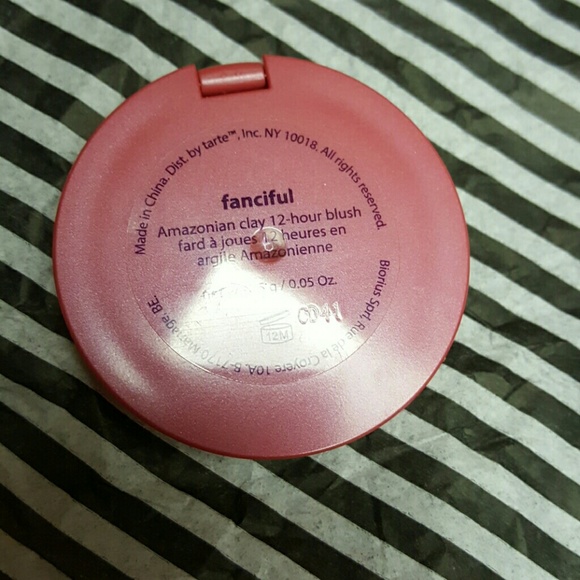 Made in China. Dist. by tarte™, Inc. NY 10018. All rights reserved.
fanciful
Amazonian clay 12-hour blush
fard à joues 12 heures en
argile Amazonienne
g / 0.05 Oz.
C041
12M
Biorius Sprl, Rue de la Croyere 10A, B-7170 Manage, BE.